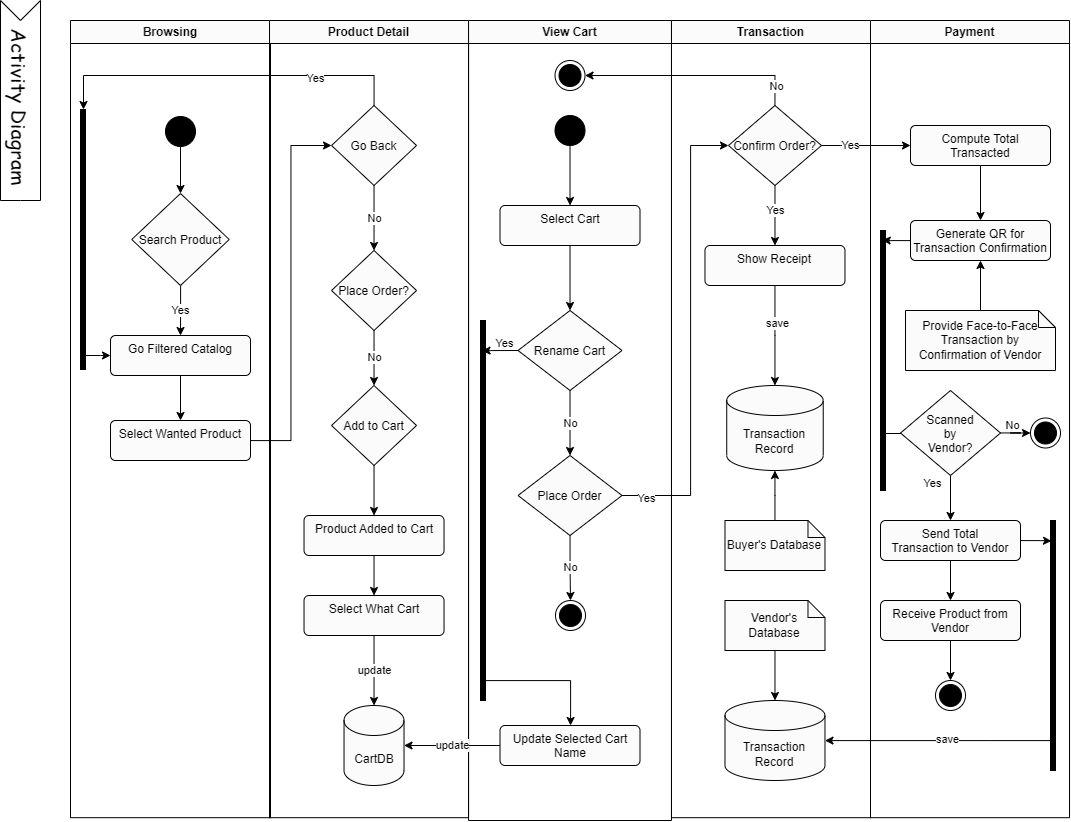 Activity Diagram
Browsing
Product Detail
View Cart
Transaction
Payment
Search Product
Yes
Go Filtered Catalog
Select Wanted Product
Yes
Go Back
No
Place Order?
No
Add to Cart
Product Added to Cart
Select What Cart
update
CartDB
Select Cart
Rename Cart
Yes
No
Place Order
Yes
No
Update Selected Cart
Name
update
No
Confirm Order?
Yes
Yes
Show Receipt
save
Transaction
Record
Buyer's Database
Vendor's
Database
Transaction
Record
Compute Total
Transacted
Generate QR for
Transaction Confirmation
Provide Face-to-Face
Transaction by
Confirmation of Vendor
Scanned
by
Vendor?
No
Yes
Send Total
Transaction to Vendor
Receive Product from
Vendor
save